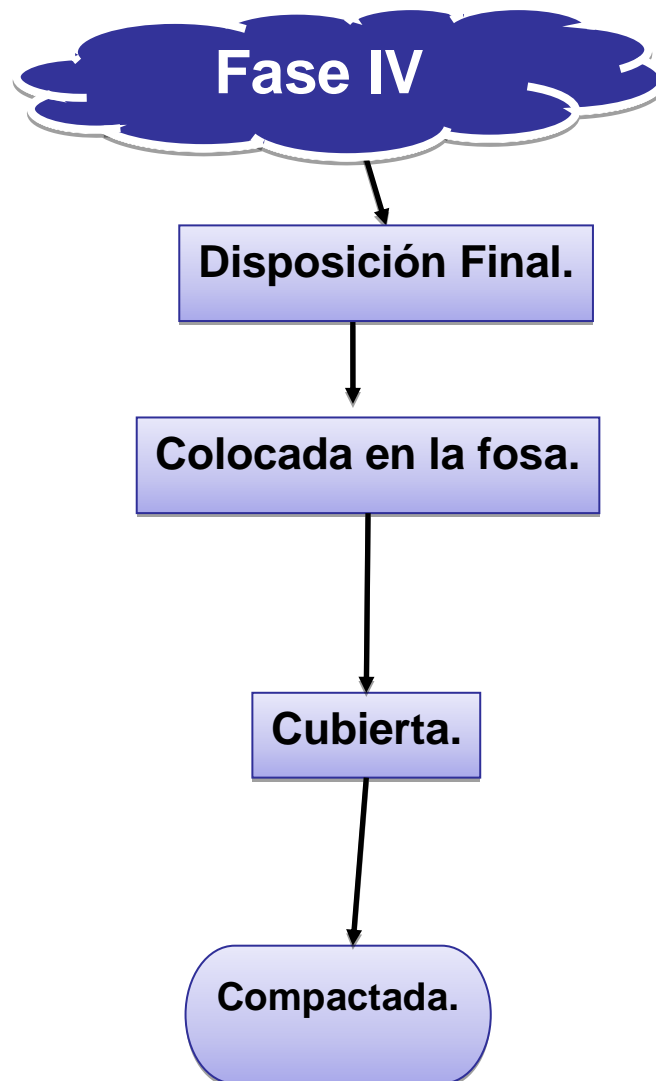 Fase IV
Disposición Final.
Colocada en la fosa.
Cubierta.
Compactada.